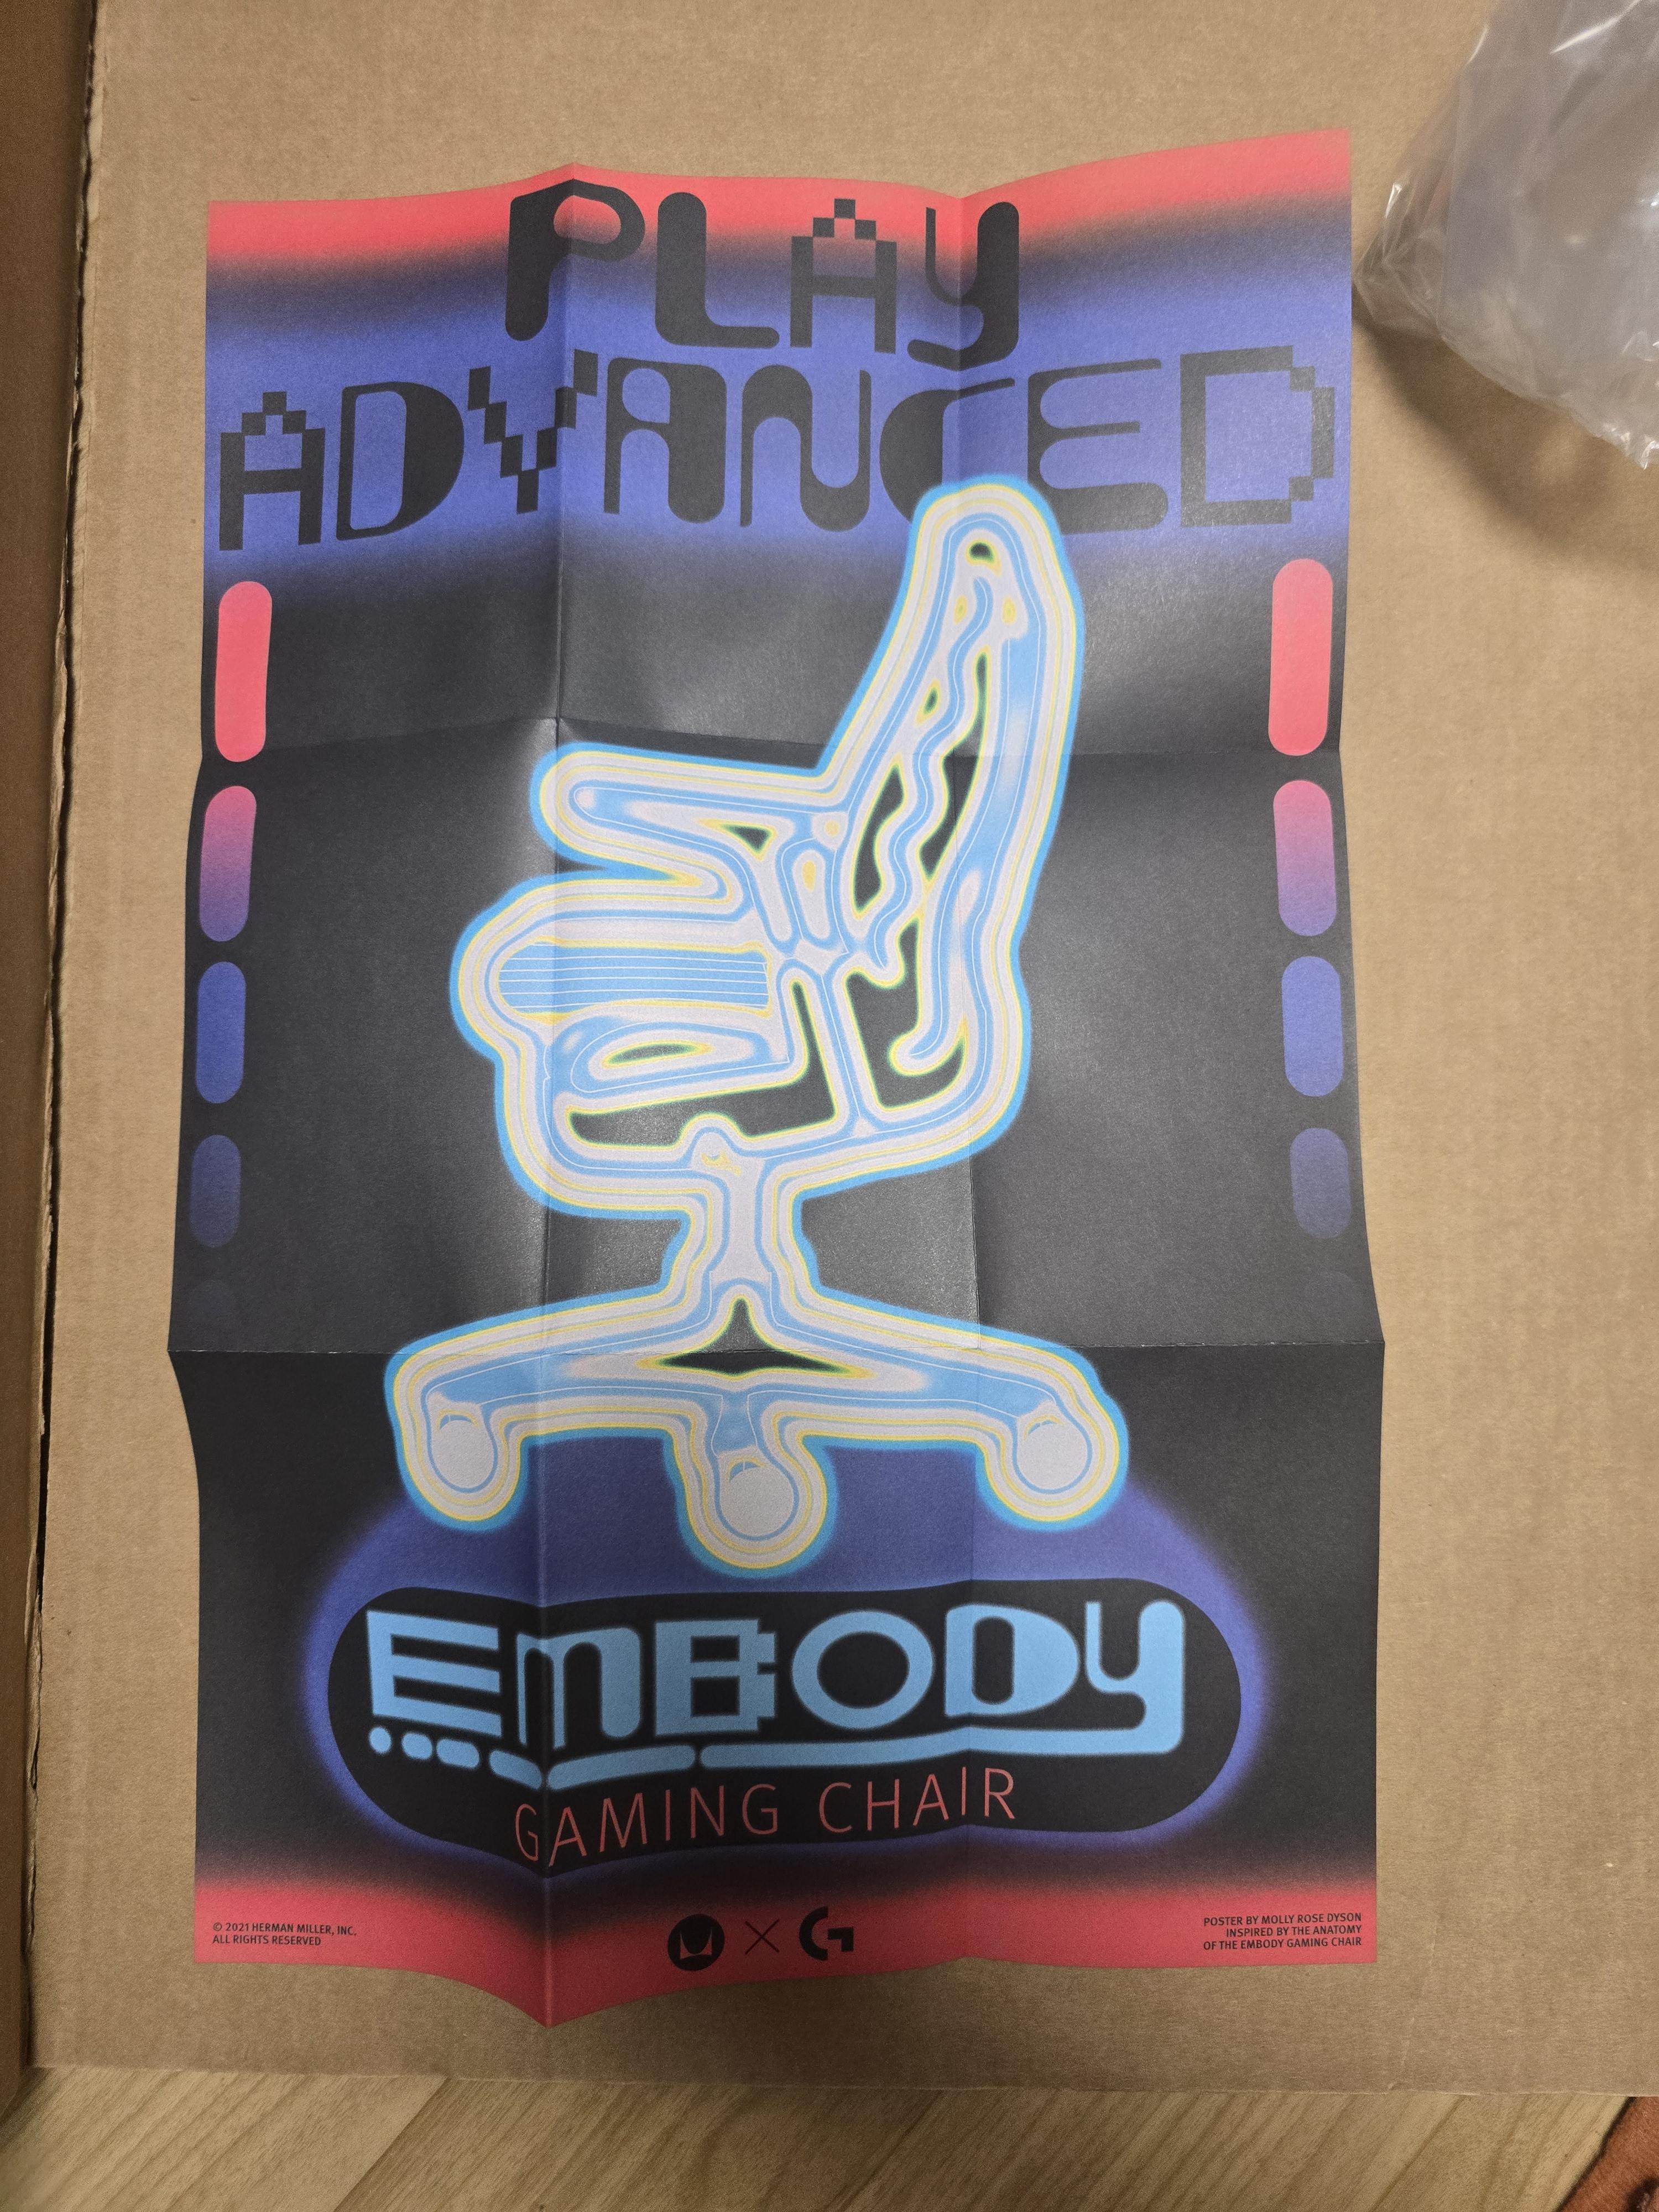 PLAY
ADVANCED
EMBODY
GAMING CHAIR
© 2021 HERMAN MILLER, INC.
ALL RIGHTS RESERVED
POSTER BY MOLLY ROSE DYSON
INSPIRED BY THE ANATOMY
OF THE EMBODY GAMING CHAIR